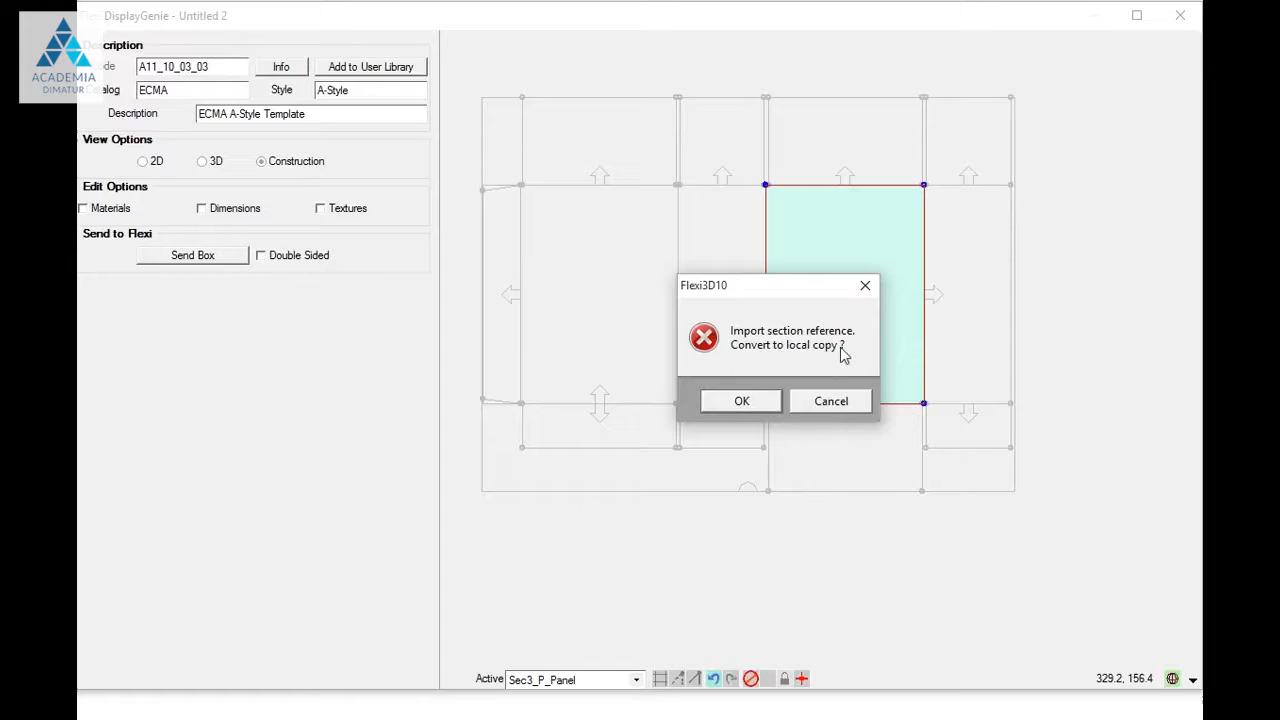 DisplayGenie - Untitled 2
ACADEMIA
DIMATUR
Description
A11_10_03_03
Info
Add to User Library
ECMA
Style
A-Style
Description
ECMA A-Style Template
View Options
2D
3D
Construction
Edit Options
Materials
Dimensions
Textures
Send to Flexi
Send Box
Double Sided
Flexi3D10
Import section reference.
Convert to local copy ?
OK
Cancel
Active
Sec3_P_Panel
329.2, 156.4